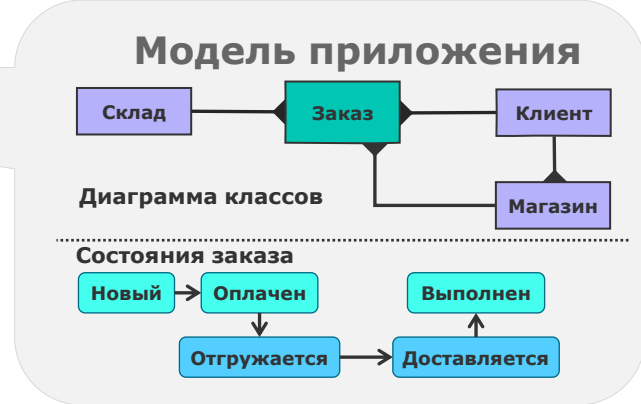 Модель приложения
Склад
Заказ
Клиент
Диаграмма классов
Магазин
Состояния заказа
Новый
Оплачен
Выполнен
Отгружается
Доставляется